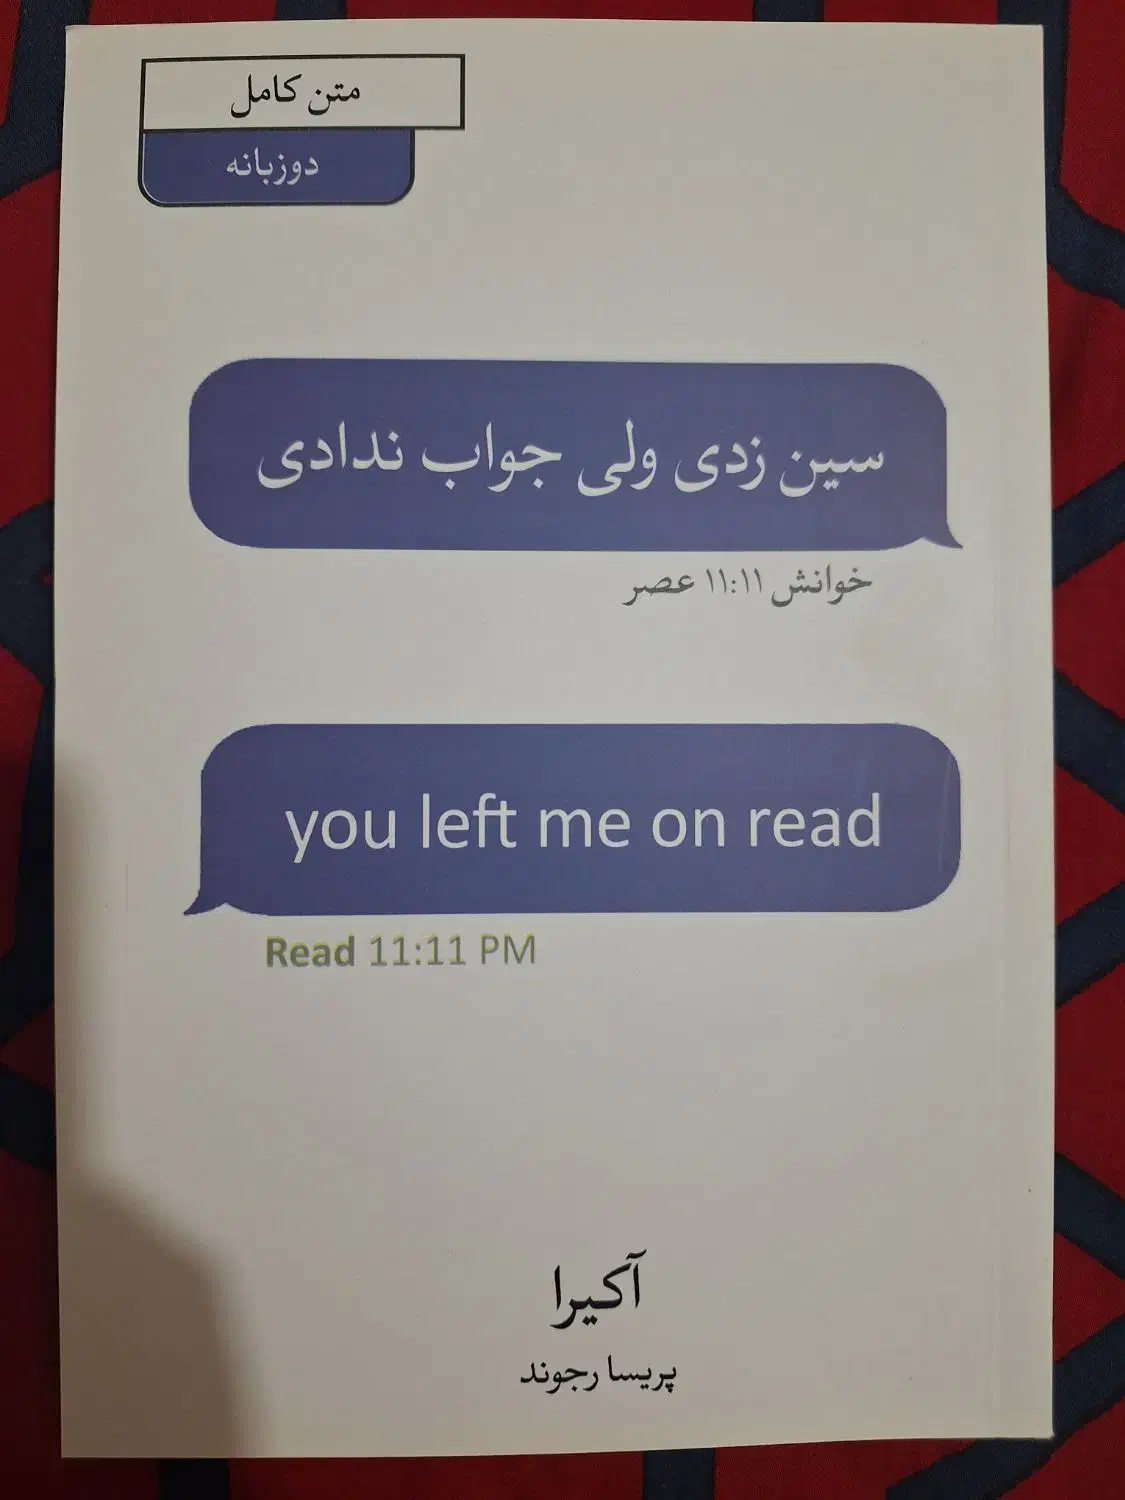 متن کامل
دوزبانه
سین زدی ولی جواب ندادی
خوانش ۱۱:۱۱ عصر
you left me on read
Read 11:11 PM
آکیرا
پریسا رجوند